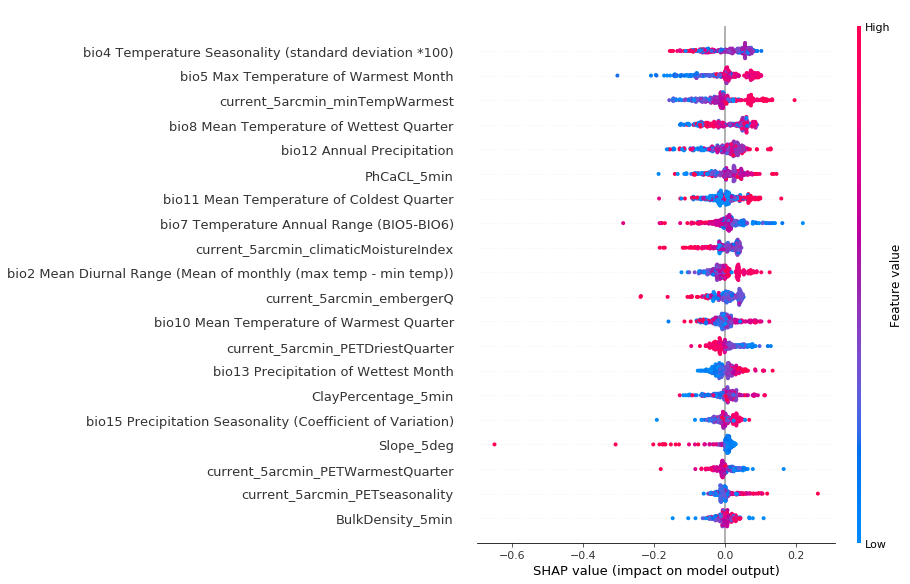 High
bio4 Temperature Seasonality (standard deviation *100)
bio5 Max Temperature of Warmest Month
current_5arcmin_minTempWarmest
bio8 Mean Temperature of Wettest Quarter
bio12 Annual Precipitation
PhCaCL_5min
bio11 Mean Temperature of Coldest Quarter
bio7 Temperature Annual Range (BIO5-BIO6)
current_5arcmin_climaticMoistureIndex
bio2 Mean Diurnal Range (Mean of monthly (max temp - min temp))
current_5arcmin_embergerQ
bio10 Mean Temperature of Warmest Quarter
current_5arcmin_PETDriestQuarter
bio13 Precipitation of Wettest Month
ClayPercentage_5min
bio15 Precipitation Seasonality (Coefficient of Variation)
Slope_5deg
current_5arcmin_PETWarmestQuarter
current_5arcmin_PETseasonality
BulkDensity_5min
Feature value
Low
−0.6 −0.4 −0.2 0.0 0.2
SHAP value (impact on model output)